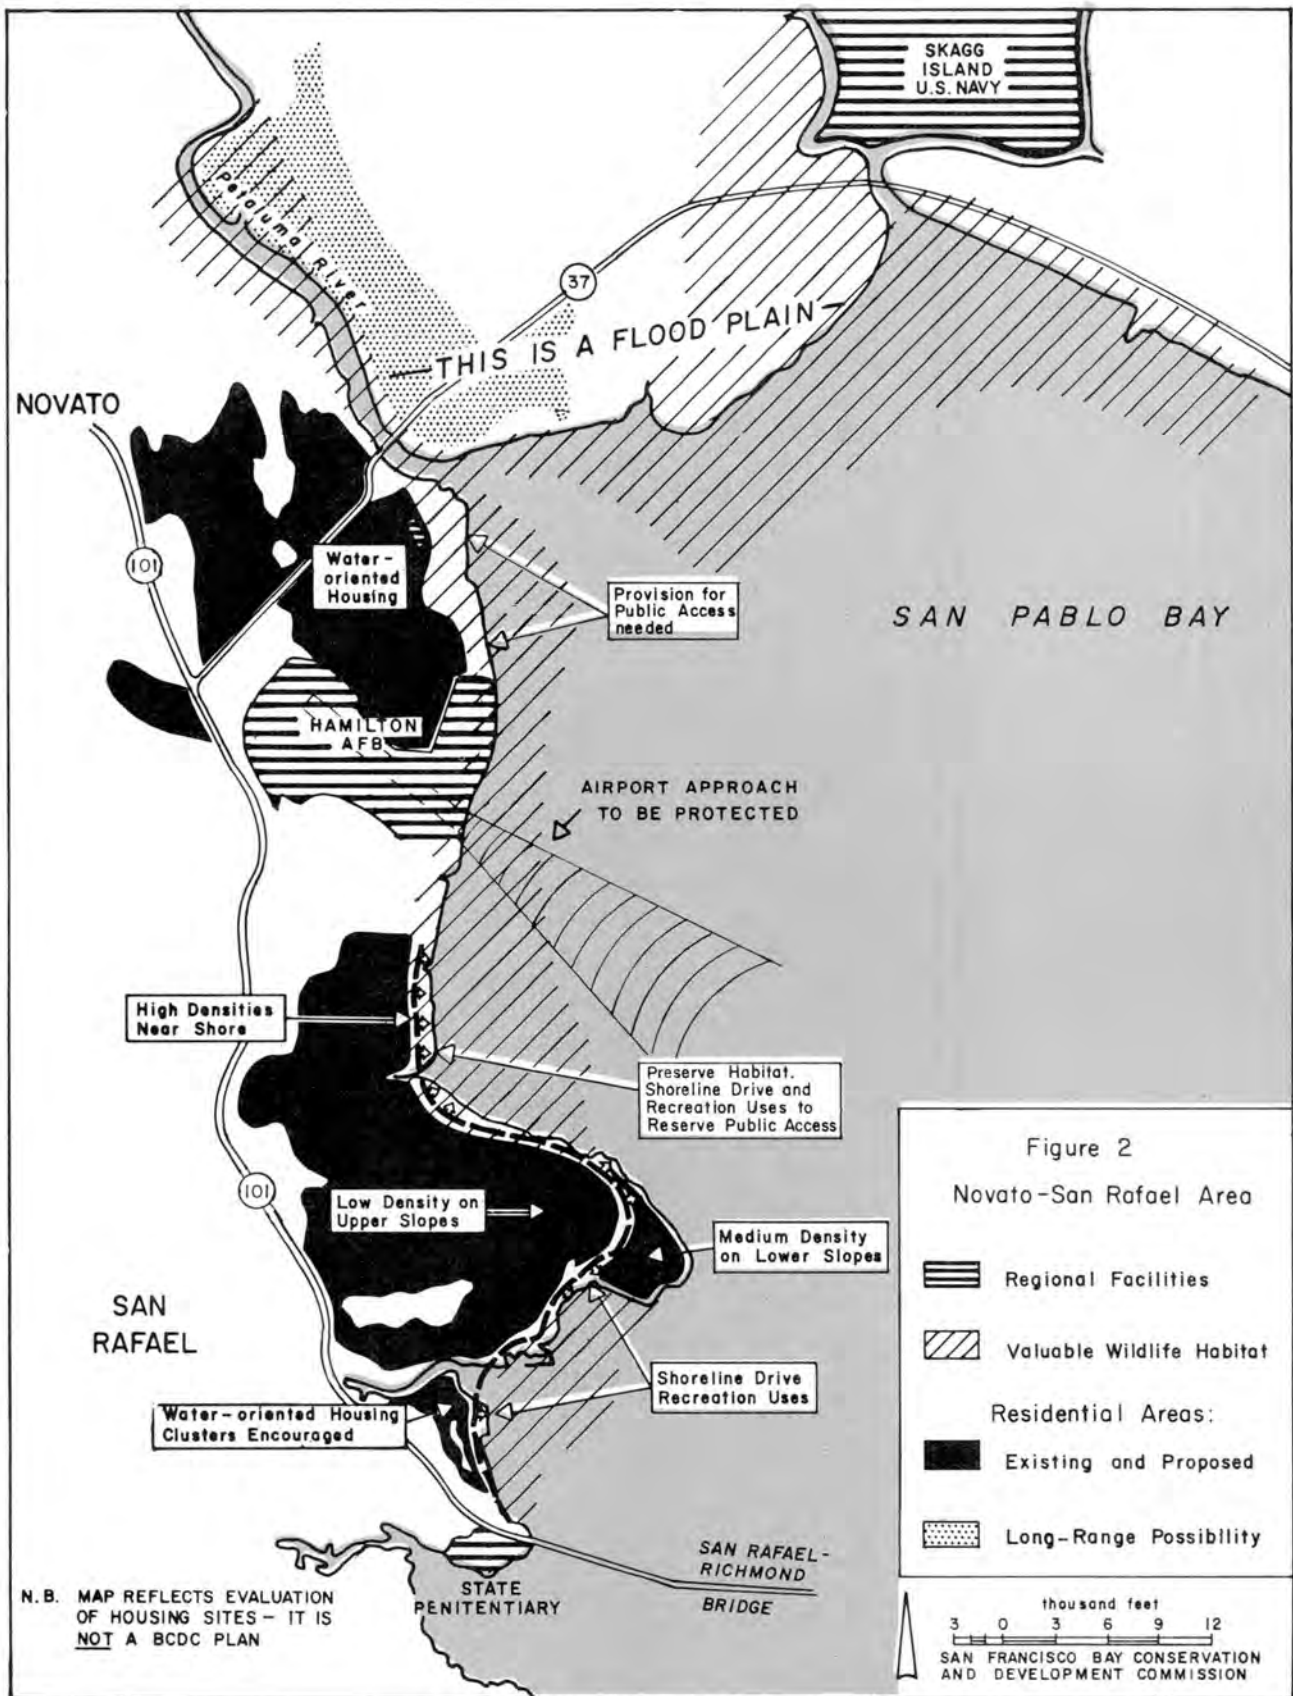 SKAGG
ISLAND
U.S. NAVY
Petaluma River
37
THIS IS A FLOOD PLAIN
NOVATO
101
Water-
oriented
Housing
Provision for
Public Access
needed
SAN PABLO BAY
HAMILTON
AFB
AIRPORT APPROACH
TO BE PROTECTED
High Densities
Near Shore
Preserve Habitat.
Shoreline Drive and
Recreation Uses to
Reserve Public Access
101
Low Density on
Upper Slopes
Medium Density
on Lower Slopes
SAN
RAFAEL
Shoreline Drive
Recreation Uses
Water-oriented Housing
Clusters Encouraged
SAN RAFAEL-
RICHMOND
BRIDGE
STATE
PENITENTIARY
N.B. MAP REFLECTS EVALUATION
OF HOUSING SITES - IT IS
NOT A BCDC PLAN
Figure 2
Novato-San Rafael Area
Regional Facilities
Valuable Wildlife Habitat
Residential Areas:
Existing and Proposed
Long-Range Possibility
thousand feet
3 0 3 6 9 12
SAN FRANCISCO BAY CONSERVATION
AND DEVELOPMENT COMMISSION